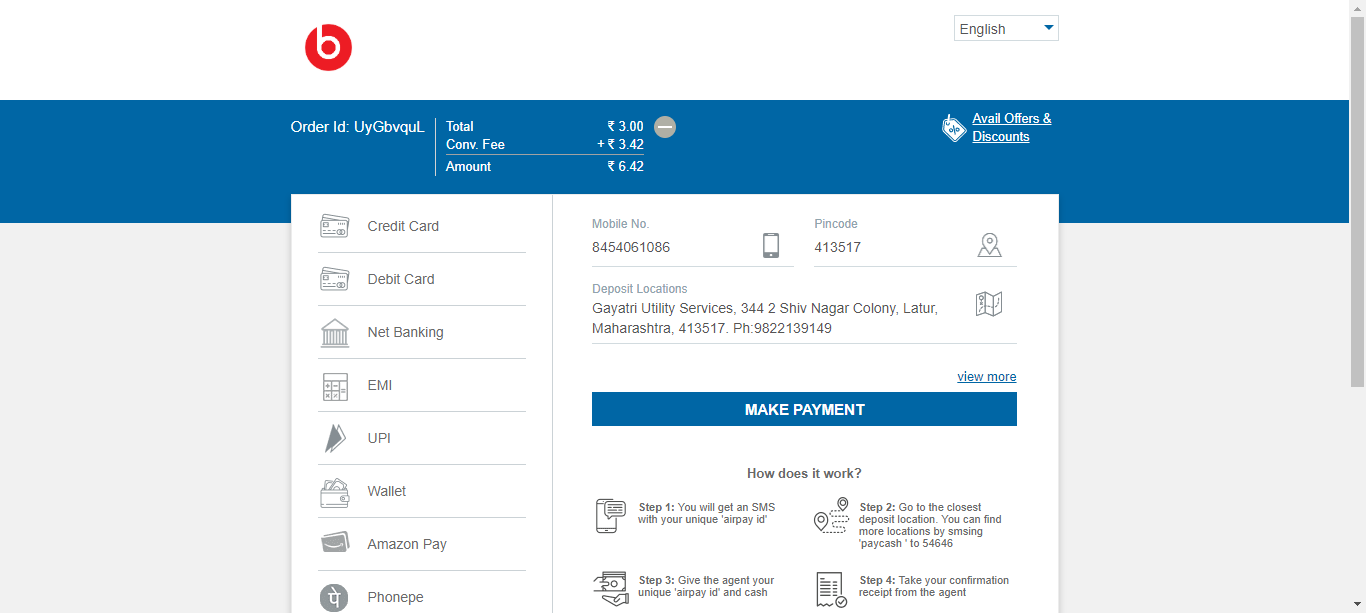 b
English
Order Id: UyGbvquL
Total ₹ 3.00
Conv. Fee +₹ 3.42
Amount ₹ 6.42
%
Avail Offers &
Discounts
Credit Card
Debit Card
Net Banking
EMI
UPI
Wallet
Amazon Pay
Phonepe
Mobile No.
8454061086
Pincode
413517
Deposit Locations
Gayatri Utility Services, 344 2 Shiv Nagar Colony, Latur,
Maharashtra, 413517. Ph:9822139149
view more
MAKE PAYMENT
How does it work?
Step 1: You will get an SMS
with your unique 'airpay id'
Step 2: Go to the closest
deposit location. You can find
more locations by smsing
'paycash ' to 54646
Step 3: Give the agent your
unique 'airpay id' and cash
Step 4: Take your confirmation
receipt from the agent